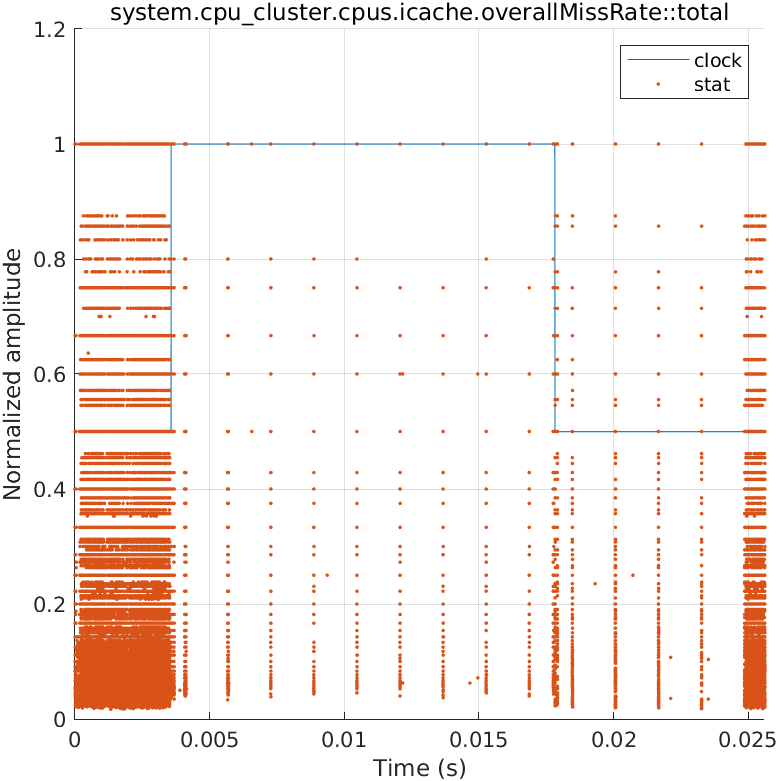 system.cpu_cluster.cpus.icache.overallMissRate::total
clock
stat
Normalized amplitude
1.2
1
0.8
0.6
0.4
0.2
0
0 0.005 0.01 0.015 0.02 0.025
Time (s)